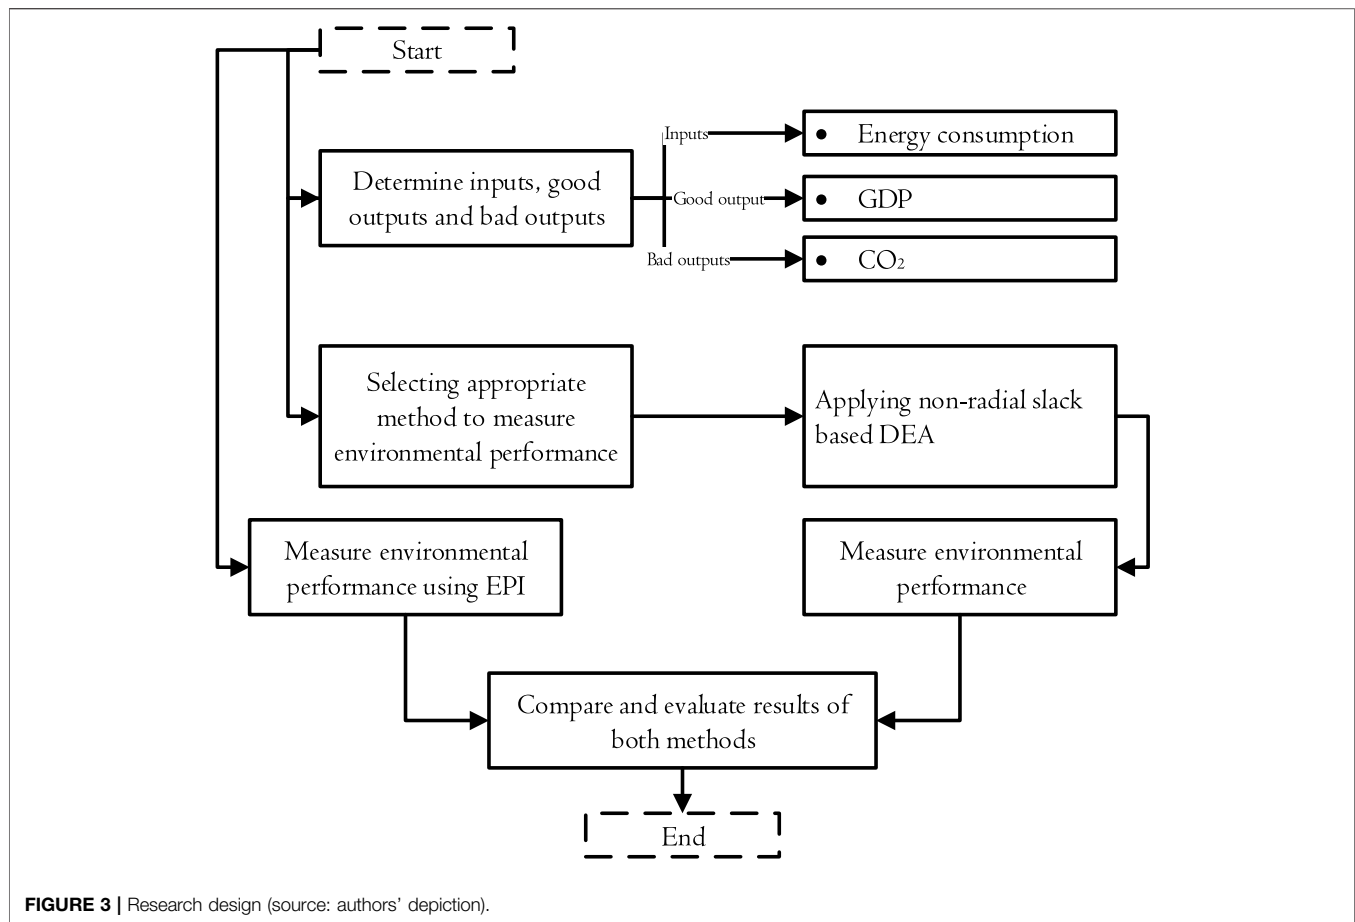 Start
Determine inputs, good
outputs and bad outputs
Inputs
Good output
Bad outputs
• Energy consumption
• GDP
• CO₂
Selecting appropriate
method to measure
environmental performance
Applying non-radial slack
based DEA
Measure environmental
performance using EPI
Measure environmental
performance
Compare and evaluate results of
both methods
End
FIGURE 3 | Research design (source: authors’ depiction).